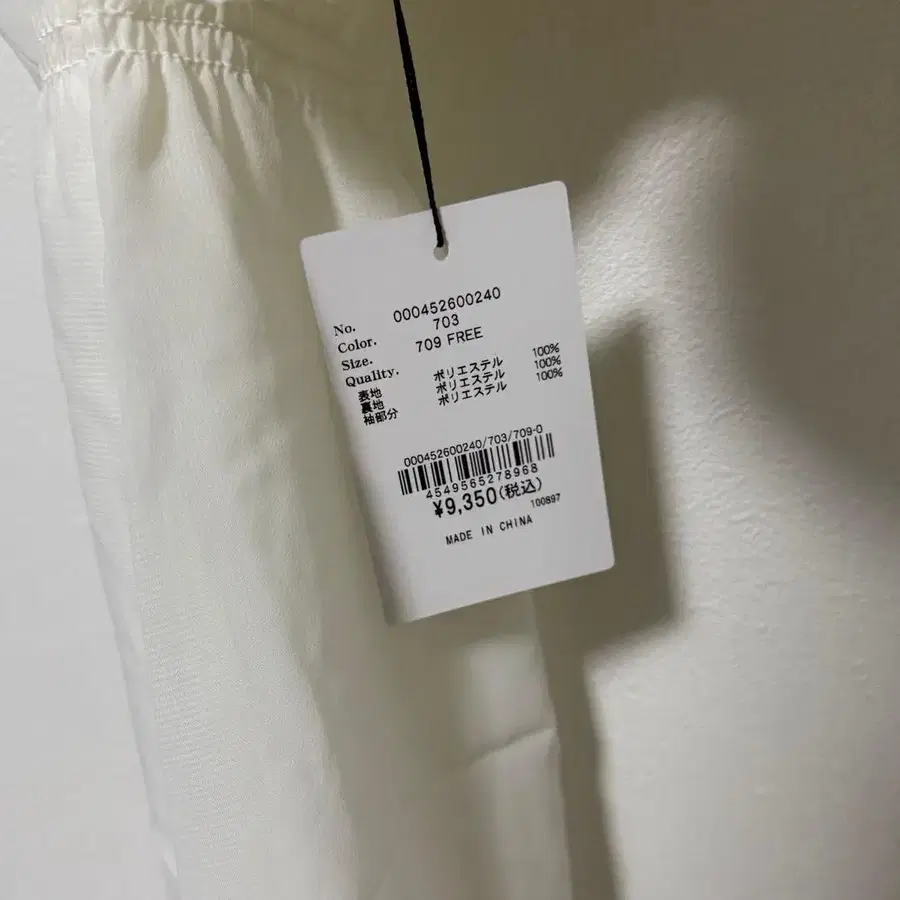 No. 000452600240
Color. 703
Size. 709 FREE
Quality.
表地 ポリエステル 100%
裏地 ポリエステル 100%
袖部分 ポリエステル 100%
000452600240/703/709-0
4549565278968
¥9,350(税込)
100897
MADE IN CHINA